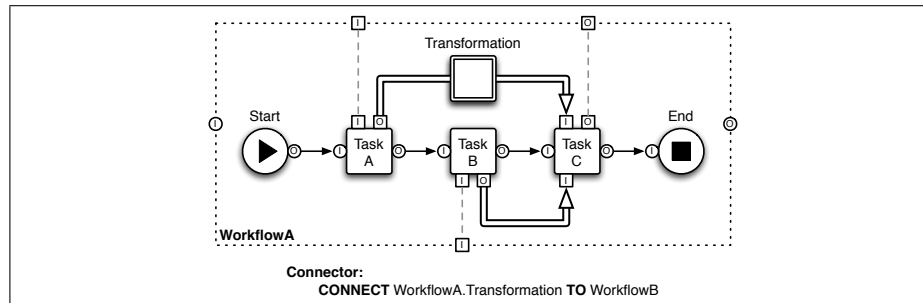 I
O
Transformation
Start
I
O
I
End
I
O
O
I
Task
A
O
I
Task
B
O
I
Task
C
O
I
I
O
I
WorkflowA
I
Connector:
CONNECT WorkflowA.Transformation TO WorkflowB